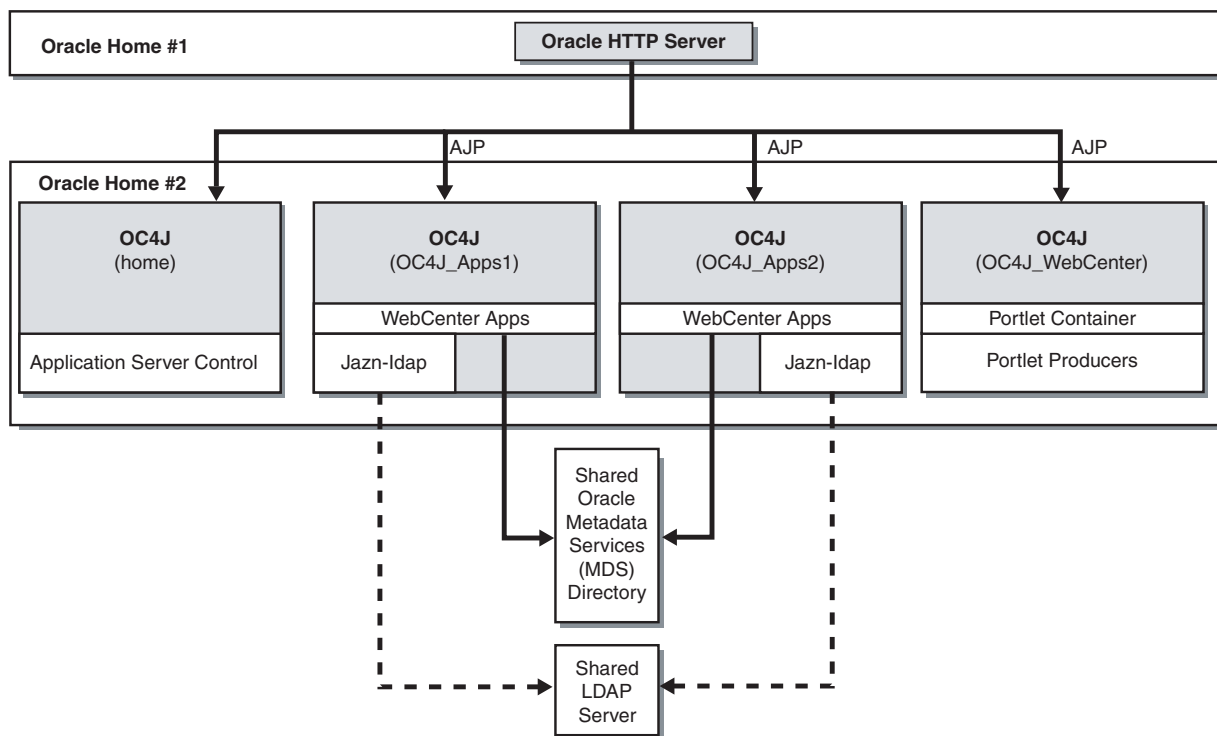 Oracle Home #1
Oracle HTTP Server
AJP
AJP
AJP
Oracle Home #2
OC4J
(home)
Application Server Control
OC4J
(OC4J_Apps1)
WebCenter Apps
Jazn-ldap
OC4J
(OC4J_Apps2)
WebCenter Apps
Jazn-ldap
OC4J
(OC4J_WebCenter)
Portlet Container
Portlet Producers
Shared
Oracle
Metadata
Services
(MDS)
Directory
Shared
LDAP
Server